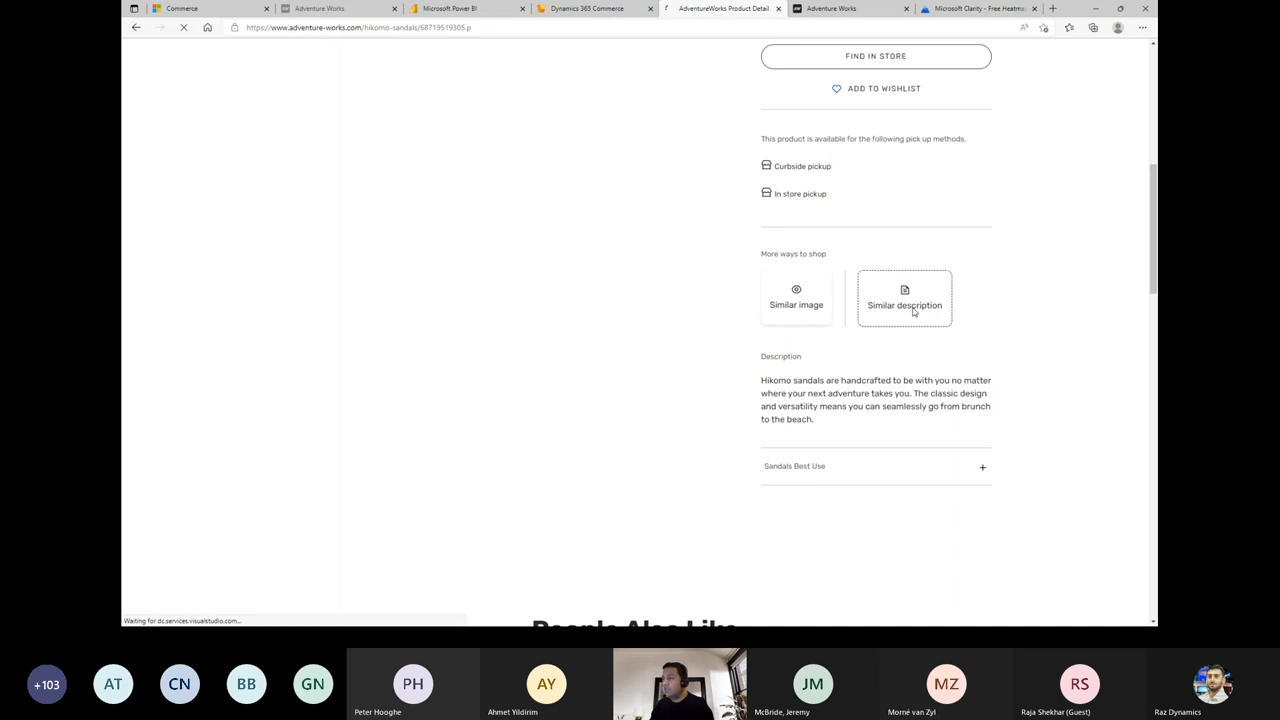 Commerce
Adventure Works
Microsoft Power BI
Dynamics 365 Commerce
AdventureWorks Product Detail
Adventure Works
Microsoft Clarity - Free Heatma
https://www.adventure-works.com/hikomo-sandals/68719519305.p
FIND IN STORE
ADD TO WISHLIST
This product is available for the following pick up methods.
Curbside pickup
In store pickup
More ways to shop
Similar image
Similar description
Description
Hikomo sandals are handcrafted to be with you no matter
where your next adventure takes you. The classic design
and versatility means you can seamlessly go from brunch
to the beach.
Sandals Best Use
+
People Also Like
Waiting for dc.services.visualstudio.com...
+103
AT
CN
BB
GN
PH
AY
JM
MZ
RS
Peter Hooghe
Ahmet Yildirim
McBride, Jeremy
Morné van Zyl
Raja Shekhar (Guest)
Raz Dynamics